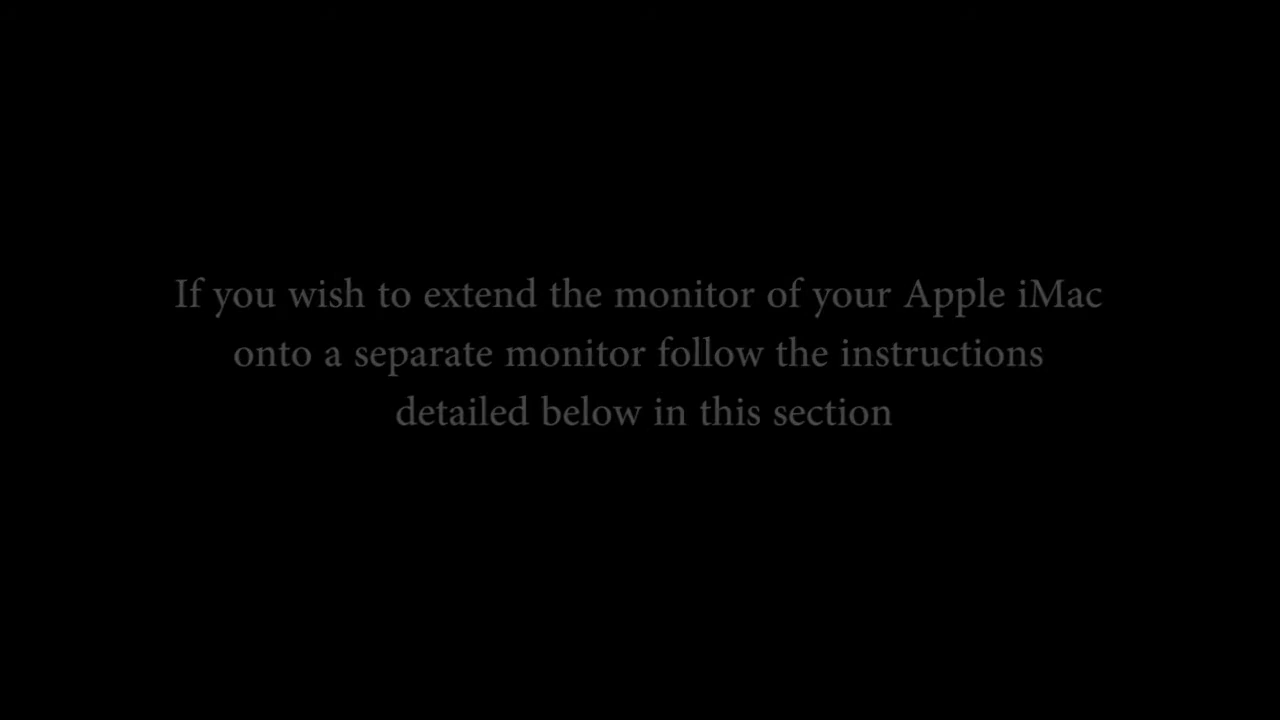 If you wish to extend the monitor of your Apple iMac
onto a separate monitor follow the instructions
detailed below in this section